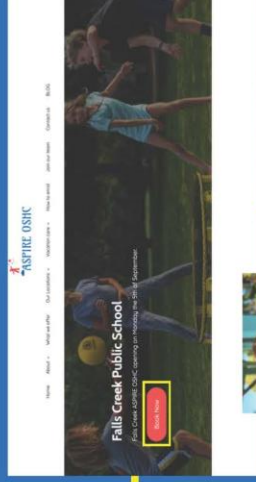 ASPIRE OSHC
Home About What we offer Our Locations Vacation care How to enrol Join our team Contact us BLOG
Falls Creek Public School
Falls Creek ASPIRE OSHC opening on Monday the 5th of September.
Book Now